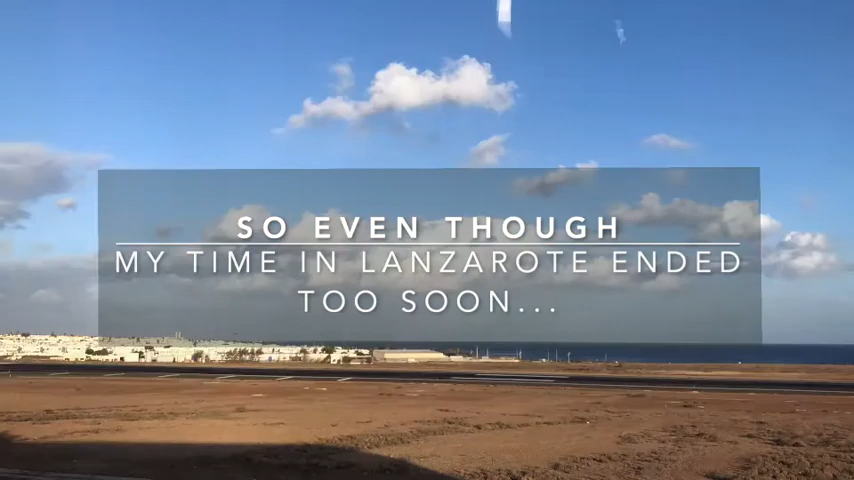 SO EVEN THOUGH
MY TIME IN LANZAROTE ENDED
TOO SOON...